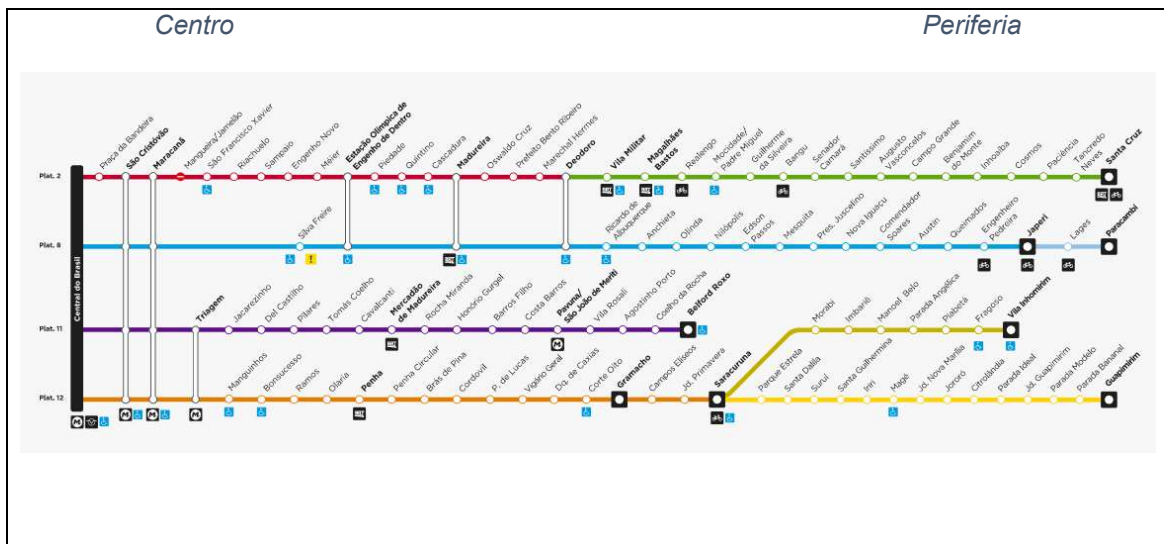 Centro
Periferia
Praça da Bandeira
São Cristóvão
Maracanã
Mangueira/Jamelão
São Francisco Xavier
Riachuelo
Sampaio
Engenho Novo
Méier
Estação Olímpica de
Engenho de Dentro
Piedade
Quintino
Cascadura
Madureira
Oswaldo Cruz
Prefeito Bento Ribeiro
Marechal Hermes
Deodoro
Vila Militar
Magalhães
Bastos
Realengo
Mocidade/
Padre Miguel
Guilherme
da Silveira
Bangu
Senador
Camará
Santíssimo
Augusto
Vasconcelos
Campo Grande
Benjamim
do Monte
Inhoaíba
Cosmos
Paciência
Tancredo
Neves
Santa Cruz
Plat. 2
Central do Brasil
Plat. 8
Silva Freire
Ricardo de
Albuquerque
Anchieta
Olinda
Nilópolis
Edson
Passos
Mesquita
Pres. Juscelino
Nova Iguaçu
Comendador
Soares
Austin
Queimados
Engenheiro
Pedreira
Japeri
Lages
Paracambi
Plat. 11
Triagem
Jacarezinho
Del Castilho
Pilares
Tomás Coelho
Cavalcanti
Mercadão
de Madureira
Rocha Miranda
Honório Gurgel
Barros Filho
Costa Barros
Pavuna/
São João de Meriti
Vila Rosali
Agostinho Porto
Coelho da Rocha
Belford Roxo
Morabi
Imbariê
Manoel Belo
Parada Angélica
Piabetá
Fragoso
Vila Inhomirim
Plat. 12
Manguinhos
Bonsucesso
Ramos
Olaria
Penha
Penha Circular
Brás de Pina
Cordovil
P. de Lucas
Vigário Geral
Dq. de Caxias
Corte Oito
Gramacho
Campos Elíseos
Jd. Primavera
Saracuruna
Parque Estrela
Santa Dalila
Suruí
Santa Guilhermina
Iriri
Magé
Jd. Nova Marília
Jororó
Citrolândia
Parada Ideal
Jd. Guapimirim
Parada Modelo
Parada Bananal
Guapimirim